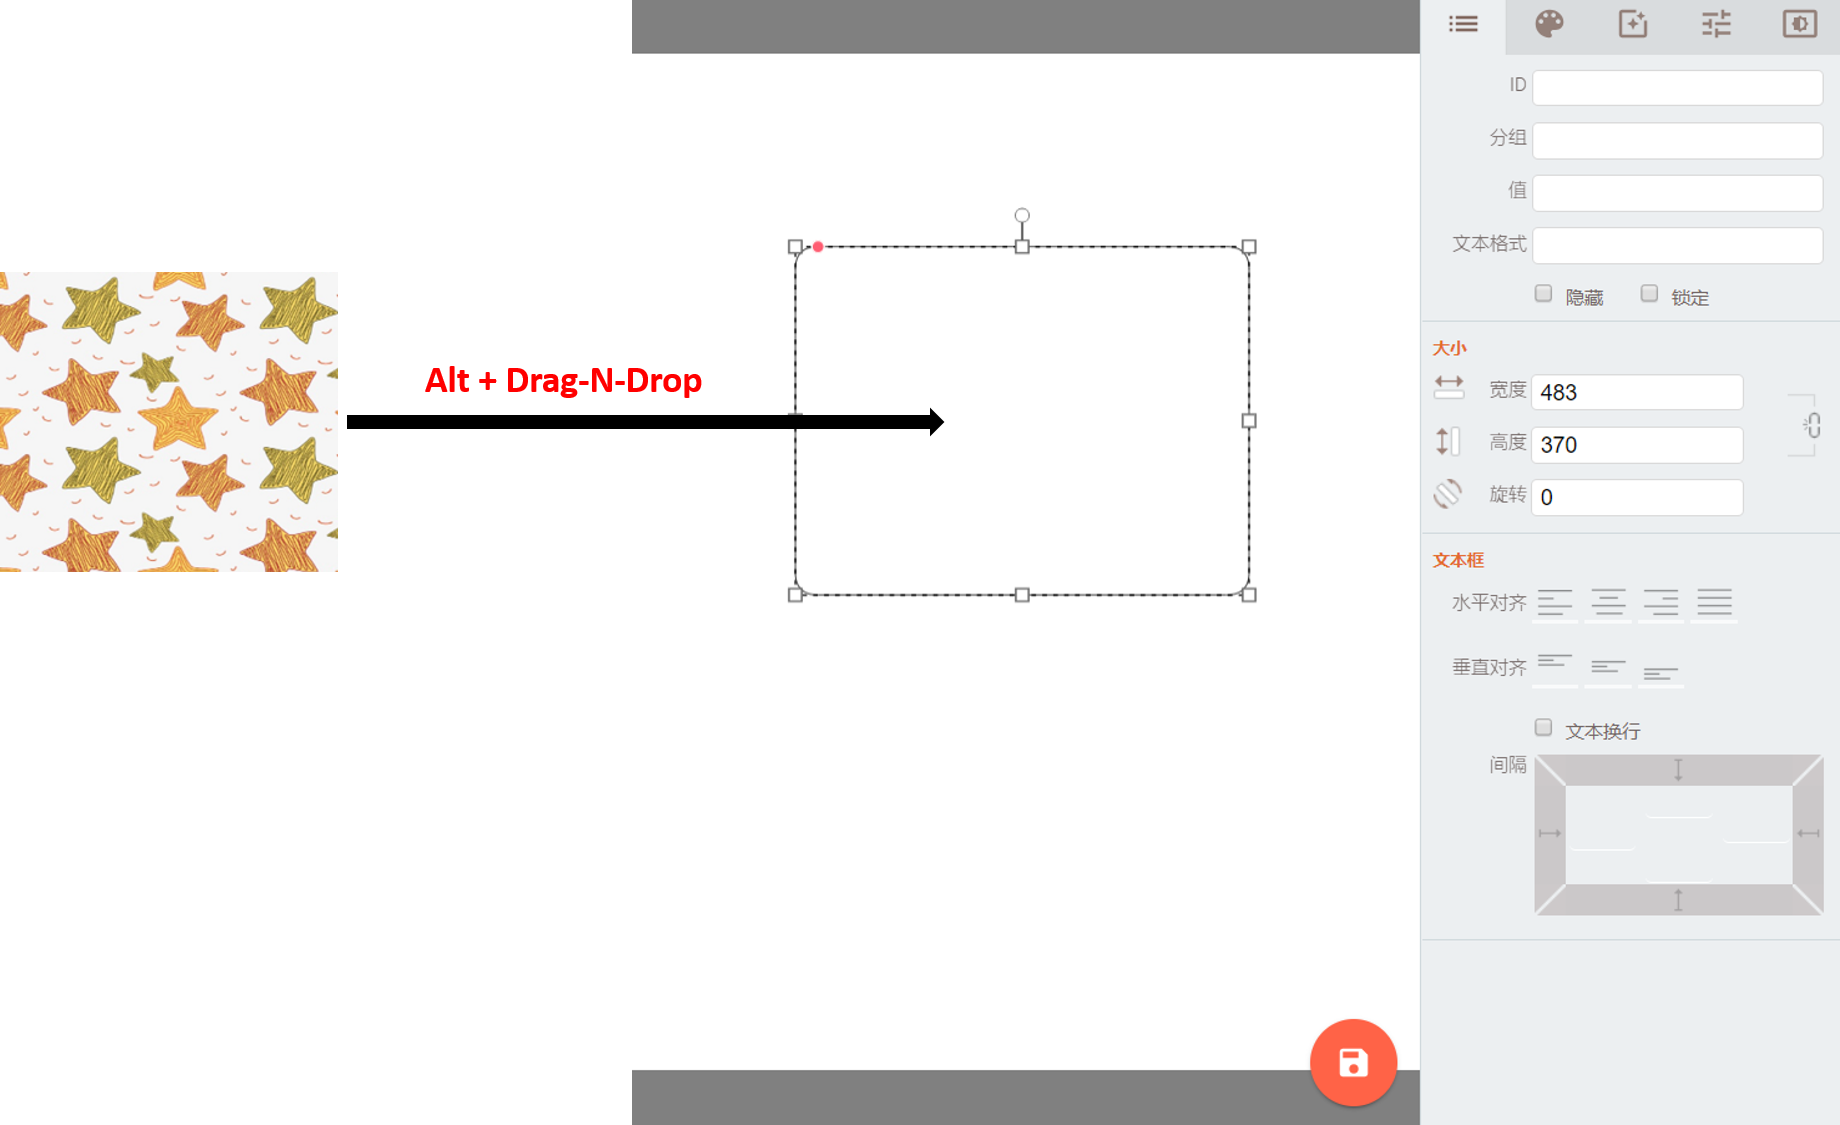 Alt + Drag-N-Drop
ID
分组
值
文本格式
隐藏 锁定
大小
宽度 483
高度 370
旋转 0
文本框
水平对齐
垂直对齐
文本换行
间隔